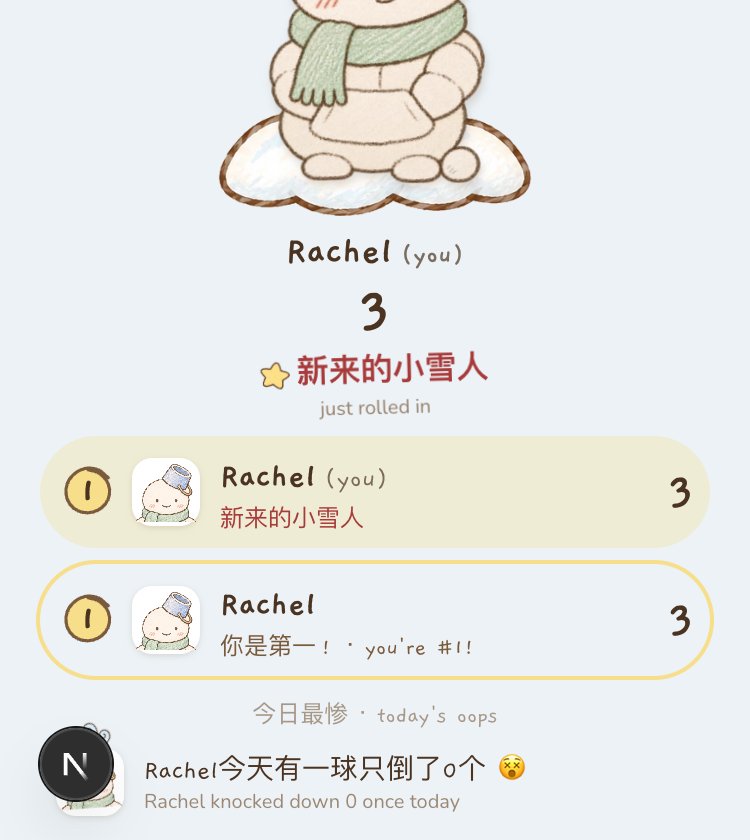 Rachel (you)
3
新来的小雪人
just rolled in
1 Rachel (you) 3
新来的小雪人
1 Rachel 3
你是第一！ · you're #1!
今日最惨 · today's oops
N
Rachel今天有一球只倒了0个 😵
Rachel knocked down 0 once today